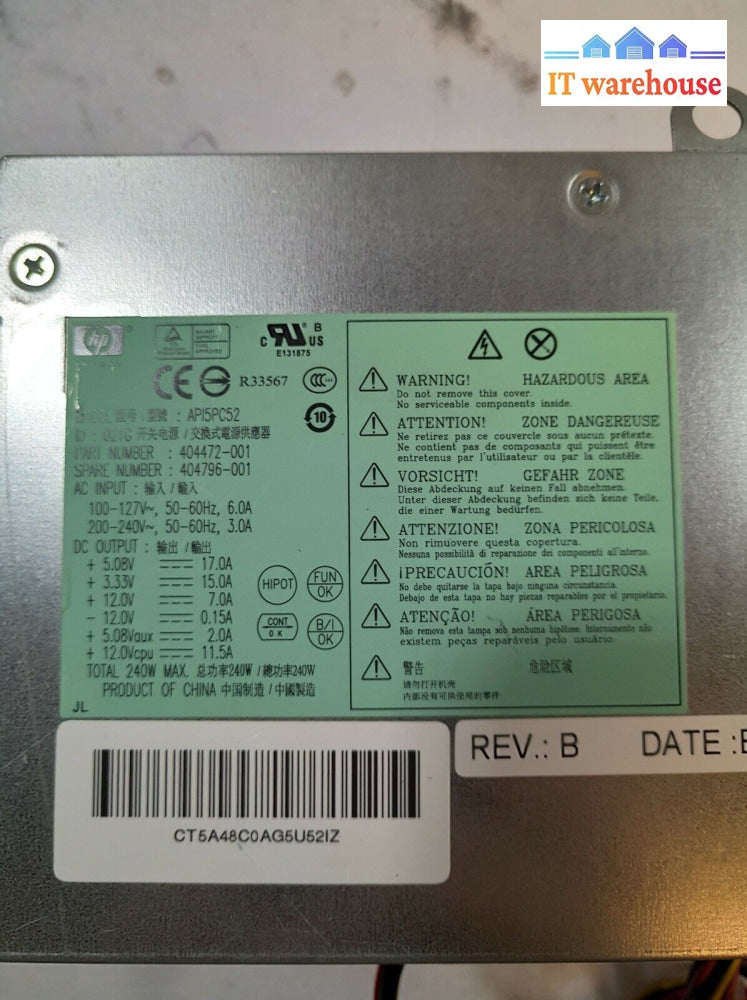 IT warehouse
hp
C UL US B
E131875
CE R33567 CCC
型号 / 型號 : API5PC52
10
ID : 021G 开关电源 / 交換式電源供應器
PART NUMBER : 404472-001
SPARE NUMBER : 404796-001
AC INPUT : 输入 / 輸入
100-127V~, 50-60Hz, 6.0A
200-240V~, 50-60Hz, 3.0A
DC OUTPUT : 输出 / 輸出
+ 5.08V 17.0A
+ 3.33V 15.0A
+ 12.0V 7.0A
- 12.0V 0.15A
+ 5.08Vaux 2.0A
+ 12.0Vcpu 11.5A
HIPOT
FUN OK
CONT. OK
B/I OK
TOTAL 240W MAX. 总功率240W / 總功率240W
PRODUCT OF CHINA 中国制造 / 中國製造
JL
WARNING! HAZARDOUS AREA
Do not remove this cover.
No serviceable components inside.
ATTENTION! ZONE DANGEREUSE
Ne retirez pas ce couvercle sous aucun prétexte.
Ne contient pas de composants qui puissent être
entretenus par l'utilisateur ou par la clientèle.
VORSICHT! GEFAHR ZONE
Diese Abdeckung auf keinen Fall abnehmen.
Unter dieser Abdeckung befinden sich keine Teile,
die einer Wartung bedürfen.
ATTENZIONE! ZONA PERICOLOSA
Non rimuovere questa copertura.
Nessuna possibilità di reparazione dei componenti all'interno.
¡PRECAUCIÓN! AREA PELIGROSA
No debe quitarse la tapa bajo ninguna circunstancia.
Debajo de esta tapa no hay piezas reparables por el propietario.
ATENÇÃO! ÁREA PERIGOSA
Não remova esta tampa sob nenhuma hipótese. Internamente não
existem peças reparáveis pelo usuário.
警告 危险区域
请勿打开机壳
内部没有可供使用的零件
REV.: B DATE :
CT5A48C0AG5U52IZ